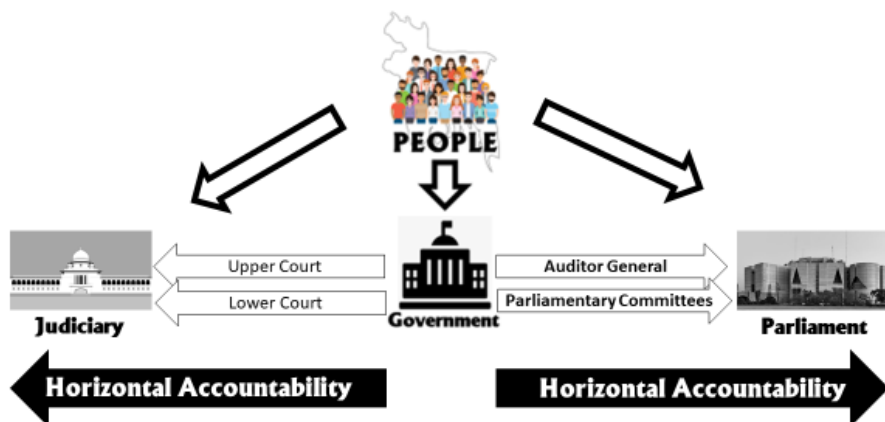 PEOPLE
Upper Court
Lower Court
Auditor General
Parliamentary Committees
Judiciary
Government
Parliament
Horizontal Accountability
Horizontal Accountability